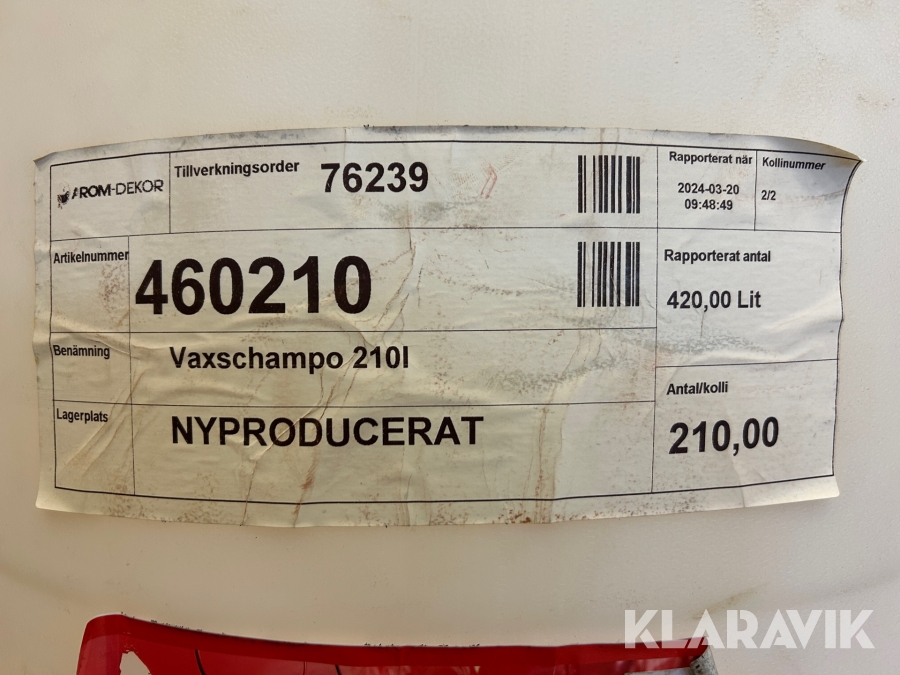 AROM-DEKOR
Tillverkningsorder 76239
Rapporterat när
2024-03-20
09:48:49
Kollinummer
2/2
Artikelnummer
460210
Rapporterat antal
420,00 Lit
Benämning
Vaxschampo 210l
Antal/kolli
210,00
Lagerplats
NYPRODUCERAT
KLARAVIK